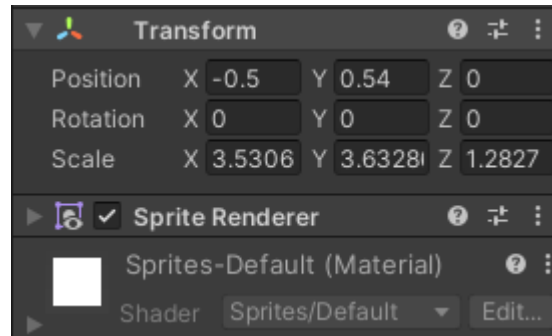 Transform
Position X -0.5 Y 0.54 Z 0
Rotation X 0 Y 0 Z 0
Scale X 3.5306 Y 3.6328 Z 1.2827
Sprite Renderer
Sprites-Default (Material)
Shader Sprites/Default Edit...